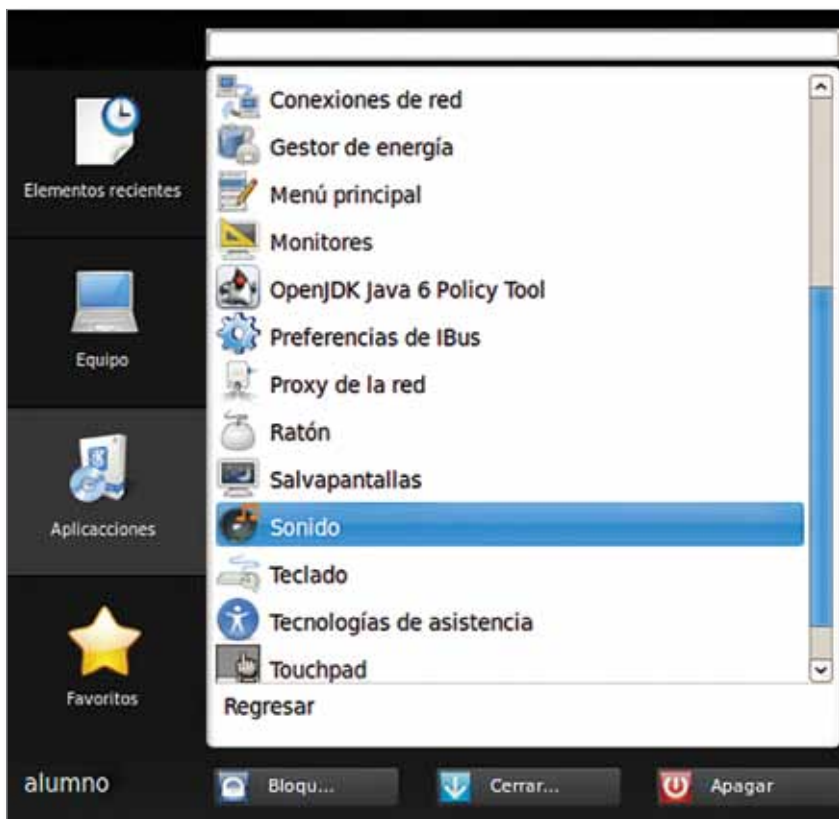 Elementos recientes
Equipo
Aplicacciones
Favoritos
Conexiones de red
Gestor de energía
Menú principal
Monitores
OpenJDK Java 6 Policy Tool
Preferencias de IBus
Proxy de la red
Ratón
Salvapantallas
Sonido
Teclado
Tecnologías de asistencia
Touchpad
Regresar
alumno
Bloqu...
Cerrar...
Apagar